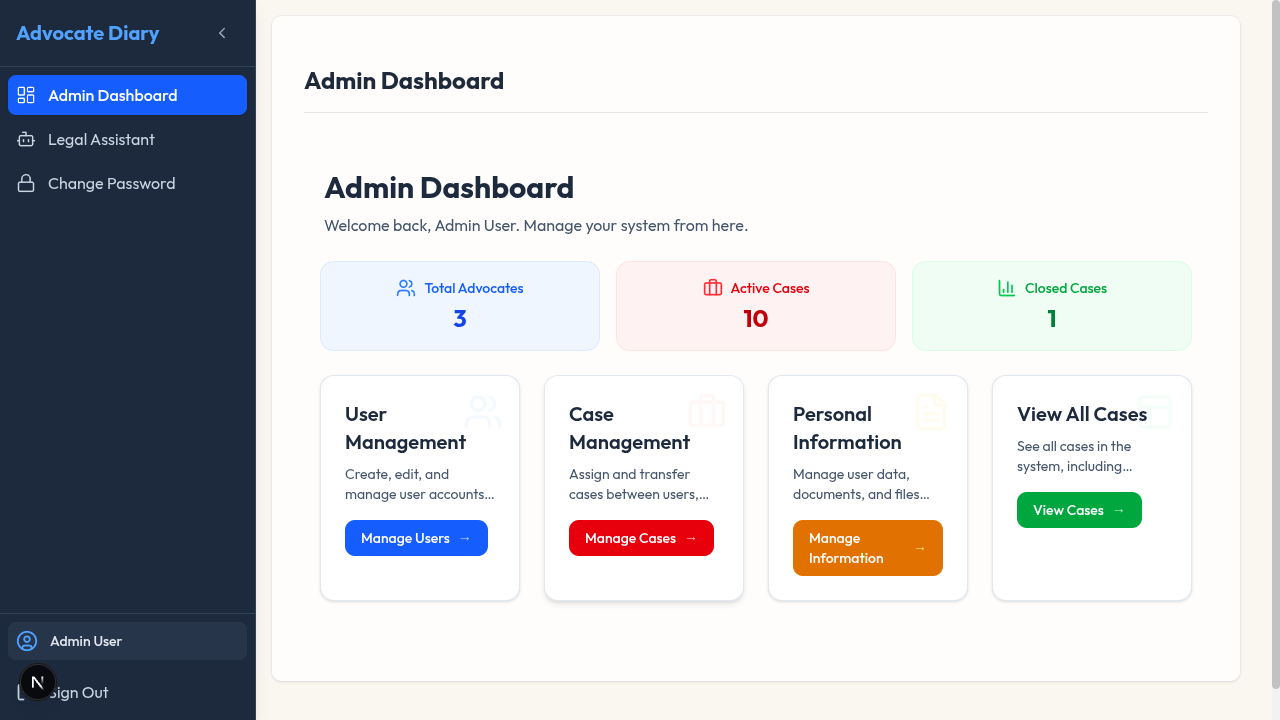 Advocate Diary
Admin Dashboard
Legal Assistant
Change Password
Admin User
N
Sign Out
Admin Dashboard
Admin Dashboard
Welcome back, Admin User. Manage your system from here.
Total Advocates
3
Active Cases
10
Closed Cases
1
User
Management
Create, edit, and
manage user accounts...
Manage Users →
Case
Management
Assign and transfer
cases between users,...
Manage Cases →
Personal
Information
Manage user data,
documents, and files...
Manage
Information →
View All Cases
See all cases in the
system, including...
View Cases →